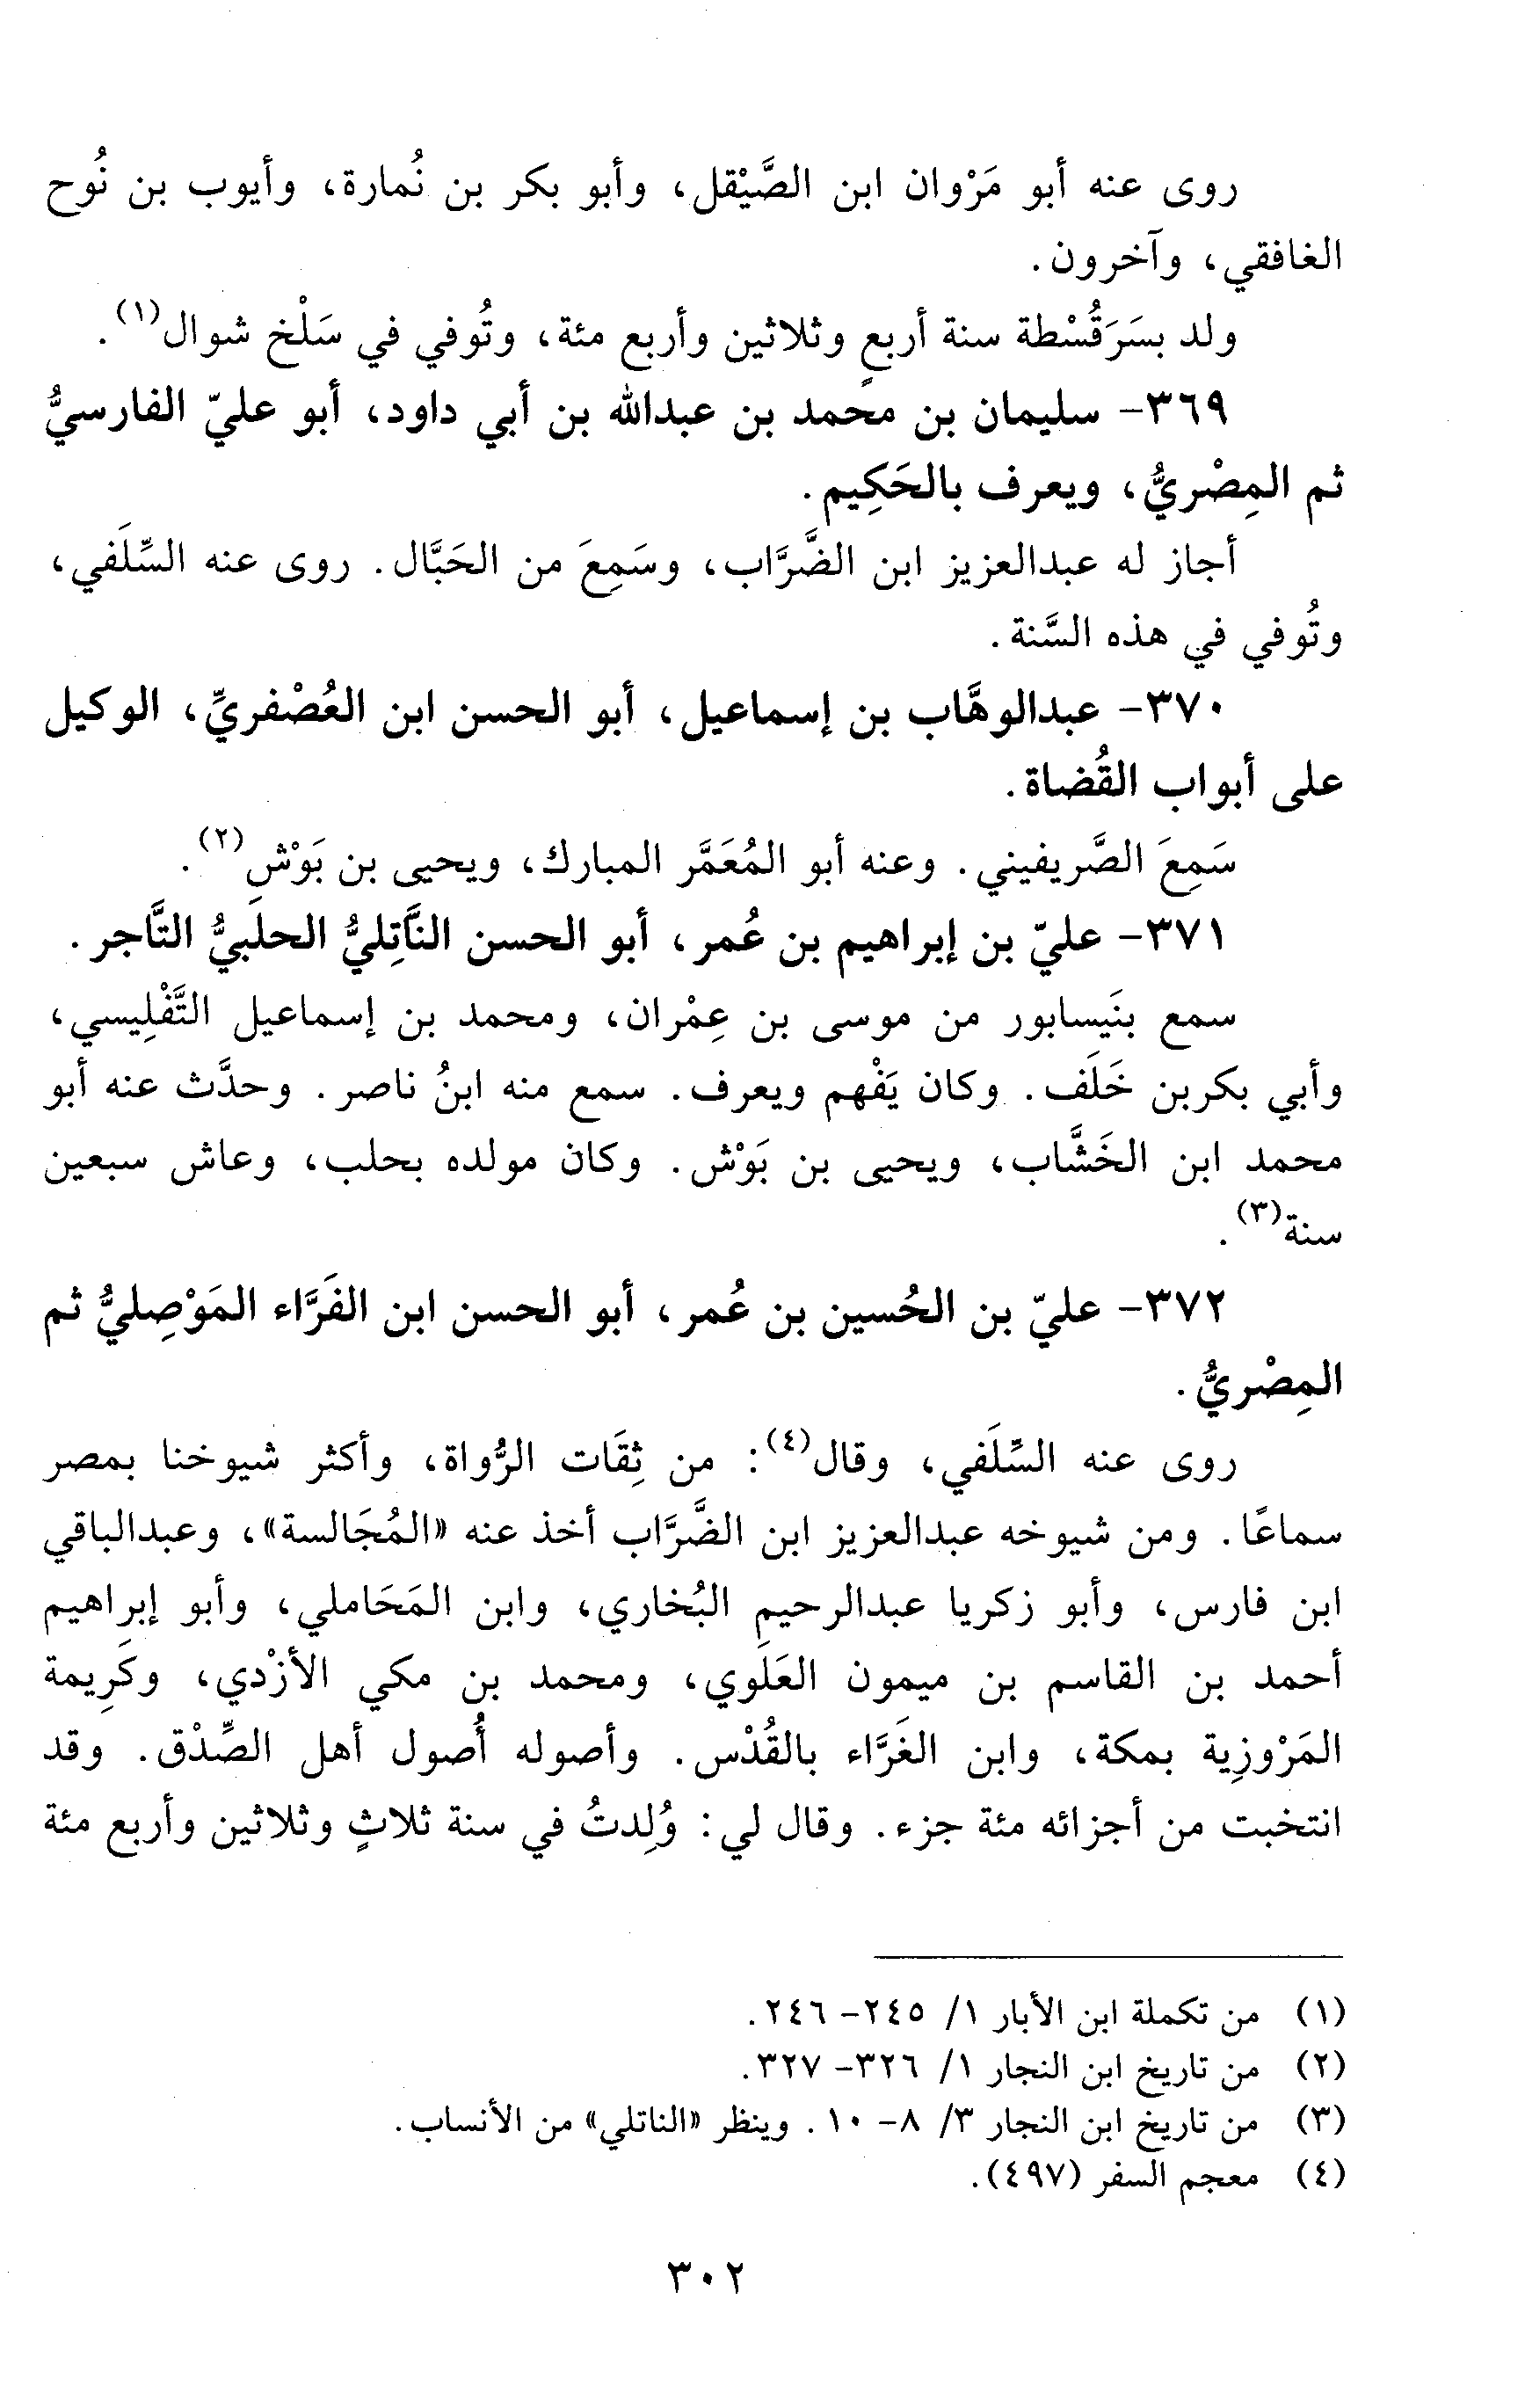 روى عنه أبو مَرْوان ابن الصَّيْقل، وأبو بكر بن نُمارة، وأيوب بن نُوح
الغافقي، وآخرون.
ولد بسَرَقُسْطة سنة أربعٍ وثلاثين وأربع مئة، وتُوفي في سَلْخ شوال(١).
٣٦٩- سليمان بن محمد بن عبدالله بن أبي داود، أبو عليّ الفارسيُّ
ثم المِصْريُّ، ويعرف بالحَكِيم.
أجاز له عبدالعزيز ابن الضَّرَّاب، وسَمِعَ من الحَبَّال. روى عنه السِّلَفي،
وتُوفي في هذه السَّنة.
٣٧٠- عبدالوهَّاب بن إسماعيل، أبو الحسن ابن العُصْفريِّ، الوكيل
على أبواب القُضاة.
سَمِعَ الصَّريفيني. وعنه أبو المُعَمَّر المبارك، ويحيى بن بَوْش(٢).
٣٧١- عليّ بن إبراهيم بن عُمر، أبو الحسن النَّاتِليُّ الحلَبيُّ التَّاجر.
سمع بنَيسابور من موسى بن عِمْران، ومحمد بن إسماعيل التَّفْلِيسي،
وأبي بكربن خَلَف. وكان يَفْهم ويعرف. سمع منه ابنُ ناصر. وحدَّث عنه أبو
محمد ابن الخَشَّاب، ويحيى بن بَوْش. وكان مولده بحلب، وعاش سبعين
سنة(٣).
٣٧٢- عليّ بن الحُسين بن عُمر، أبو الحسن ابن الفَرَّاء المَوْصِليُّ ثم
المِصْريُّ.
روى عنه السِّلَفي، وقال(٤): من ثِقَات الرُّواة، وأكثر شيوخنا بمصر
سماعًا. ومن شيوخه عبدالعزيز ابن الضَّرَّاب أخذ عنه «المُجَالسة»، وعبدالباقي
ابن فارس، وأبو زكريا عبدالرحيم البُخاري، وابن المَحَاملي، وأبو إبراهيم
أحمد بن القاسم بن ميمون العَلَوي، ومحمد بن مكي الأزْدي، وكَرِيمة
المَرْوزِية بمكة، وابن الغَرَّاء بالقُدْس. وأصوله أُصول أهل الصِّدْق. وقد
انتخبت من أجزائه مئة جزء. وقال لي: وُلِدتُ في سنة ثلاثٍ وثلاثين وأربع مئة
(١) من تكملة ابن الأبار ١/ ٢٤٥- ٢٤٦.
(٢) من تاريخ ابن النجار ١/ ٣٢٦- ٣٢٧.
(٣) من تاريخ ابن النجار ٣/ ٨- ١٠. وينظر «الناتلي» من الأنساب.
(٤) معجم السفر (٤٩٧).
٣٠٢